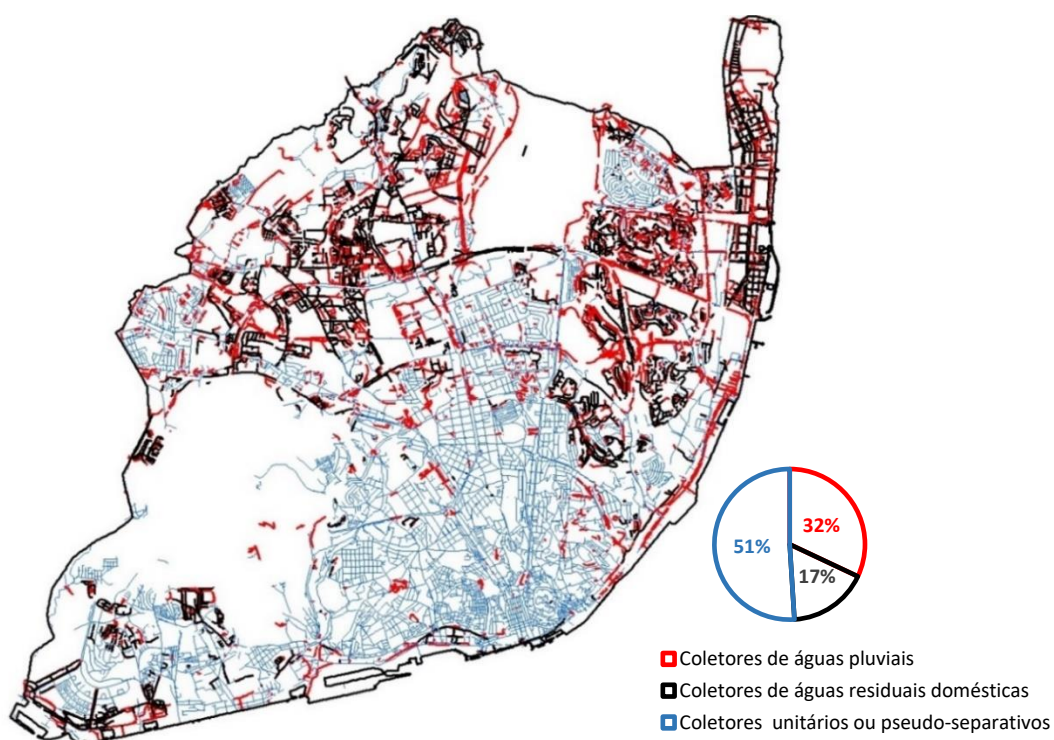 32%
51%
17%
Coletores de águas pluviais
Coletores de águas residuais domésticas
Coletores unitários ou pseudo-separativos